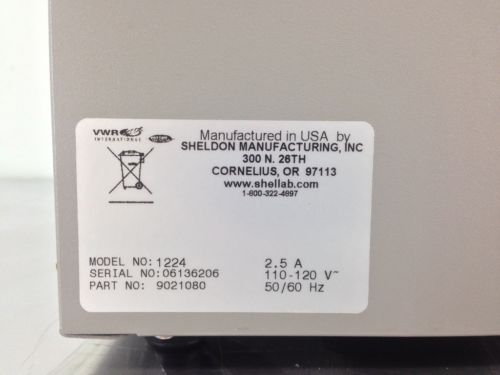 VWR
INTERNATIONAL
Manufactured in USA by
SHELDON MANUFACTURING, INC
300 N. 26TH
CORNELIUS, OR 97113
www.shellab.com
1-800-322-4897
MODEL NO: 1224 2.5 A
SERIAL NO: 06136206 110-120 V~
PART NO: 9021080 50/60 Hz